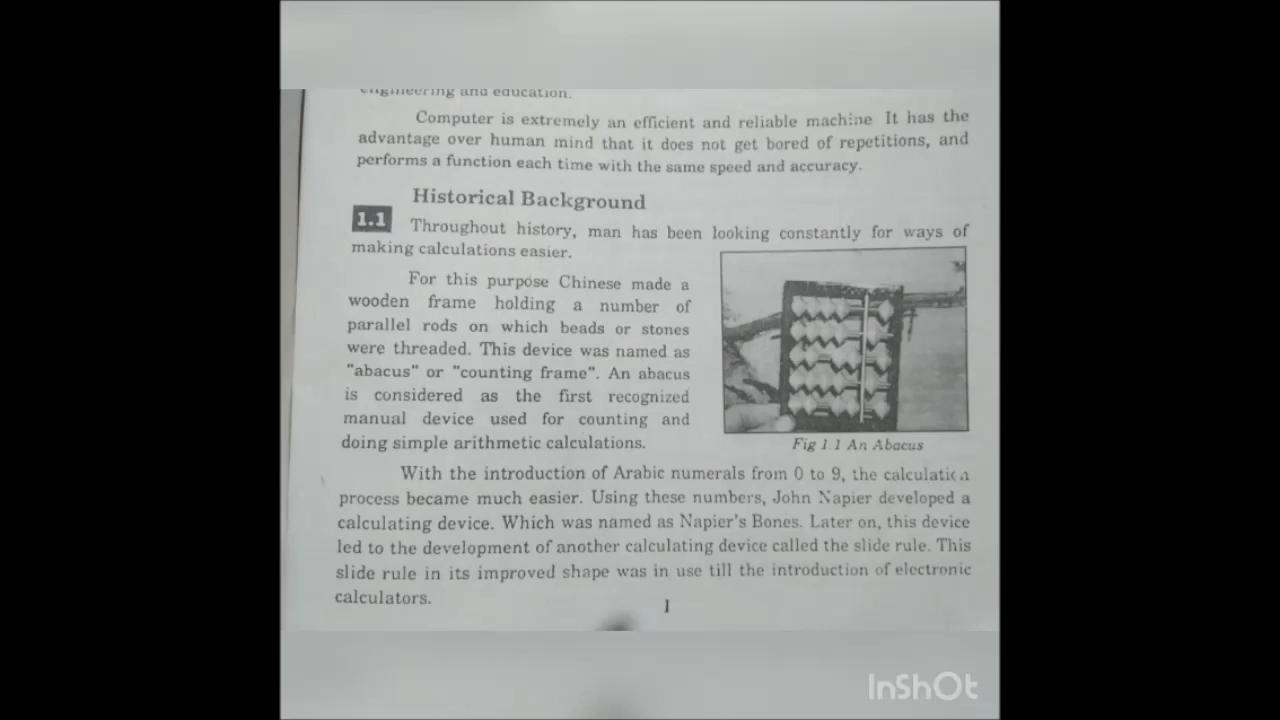 engineering and education.
Computer is extremely an efficient and reliable machine It has the
advantage over human mind that it does not get bored of repetitions, and
performs a function each time with the same speed and accuracy.
Historical Background
1.1
Throughout history, man has been looking constantly for ways of
making calculations easier.
For this purpose Chinese made a
wooden frame holding a number of
parallel rods on which beads or stones
were threaded. This device was named as
"abacus" or "counting frame". An abacus
is considered as the first recognized
manual device used for counting and
doing simple arithmetic calculations.
Fig 1.1 An Abacus
With the introduction of Arabic numerals from 0 to 9, the calculation
process became much easier. Using these numbers, John Napier developed a
calculating device. Which was named as Napier's Bones. Later on, this device
led to the development of another calculating device called the slide rule. This
slide rule in its improved shape was in use till the introduction of electronic
calculators.
I
InShOt